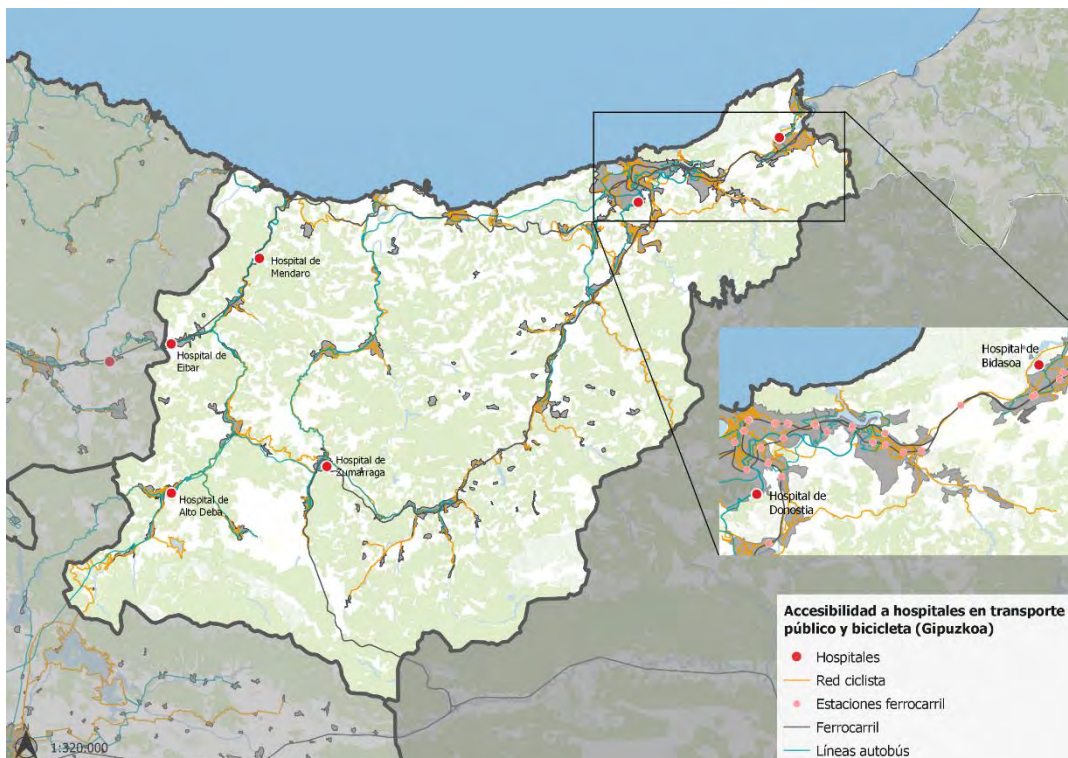 Hospital de
Mendaro
Hospital de
Eibar
Hospital de
Zumarraga
Hospital de
Alto Deba
Hospital de
Bidasoa
Hospital de
Donostia
Accesibilidad a hospitales en transporte
público y bicicleta (Gipuzkoa)
Hospitales
Red ciclista
Estaciones ferrocarril
Ferrocarril
Líneas autobús
1:320.000